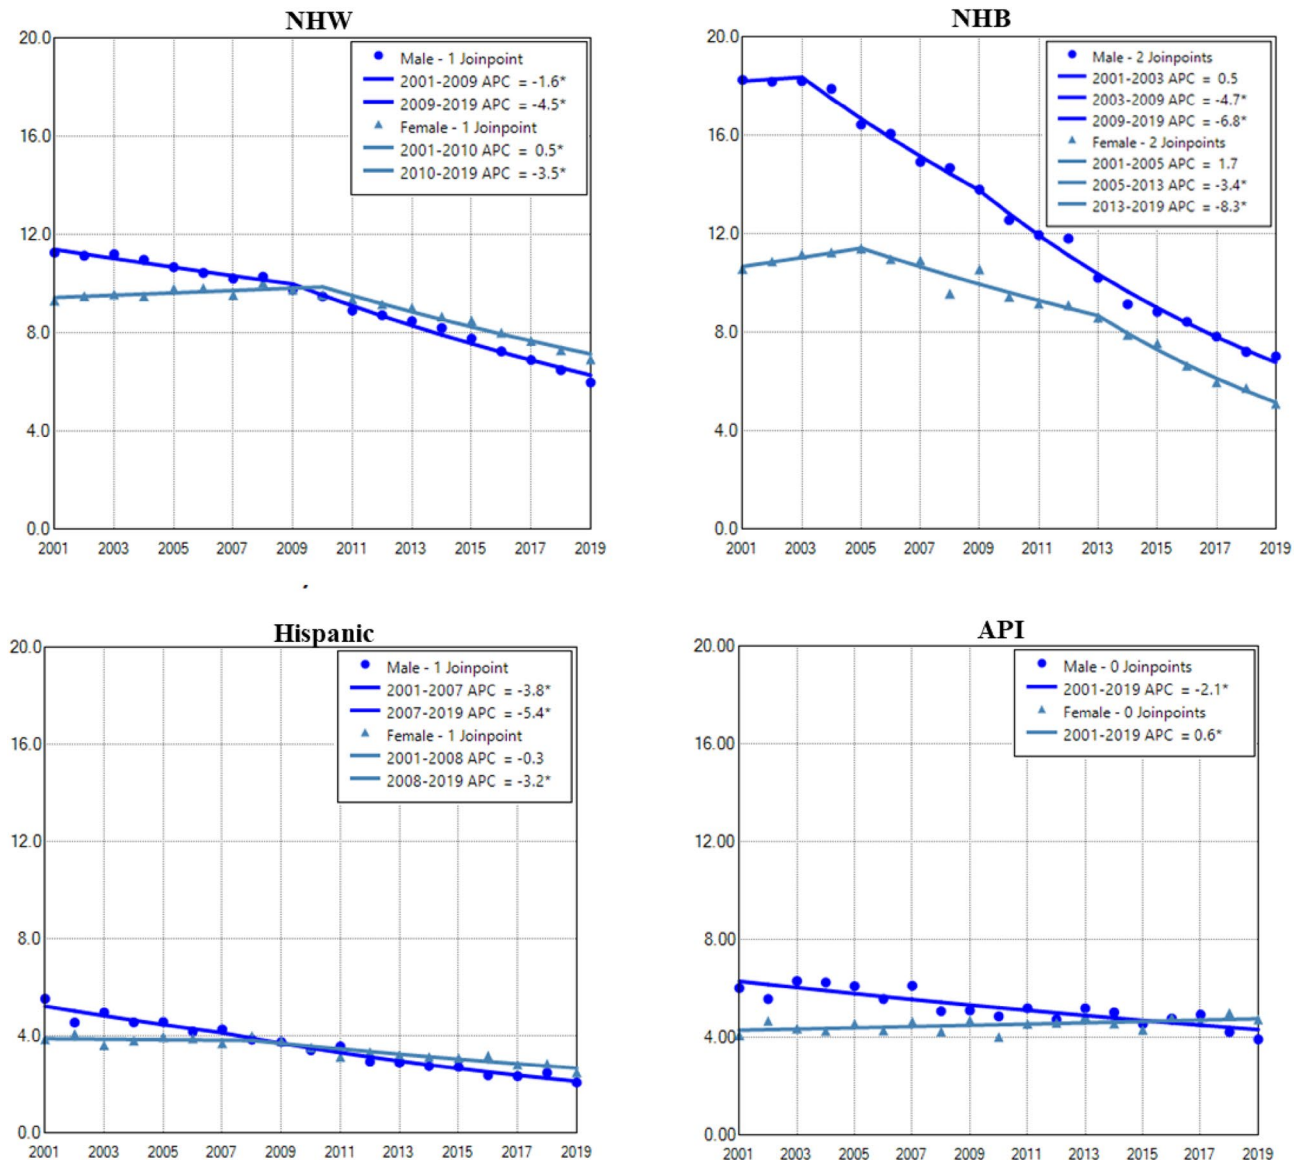 NHW
20.0
16.0
12.0
8.0
4.0
0.0
Male - 1 Joinpoint
2001-2009 APC = -1.6*
2009-2019 APC = -4.5*
Female - 1 Joinpoint
2001-2010 APC = 0.5*
2010-2019 APC = -3.5*
2001 2003 2005 2007 2009 2011 2013 2015 2017 2019
NHB
20.0
16.0
12.0
8.0
4.0
0.0
Male - 2 Joinpoints
2001-2003 APC = 0.5
2003-2009 APC = -4.7*
2009-2019 APC = -6.8*
Female - 2 Joinpoints
2001-2005 APC = 1.7
2005-2013 APC = -3.4*
2013-2019 APC = -8.3*
2001 2003 2005 2007 2009 2011 2013 2015 2017 2019
Hispanic
20.0
16.0
12.0
8.0
4.0
0.0
Male - 1 Joinpoint
2001-2007 APC = -3.8*
2007-2019 APC = -5.4*
Female - 1 Joinpoint
2001-2008 APC = -0.3
2008-2019 APC = -3.2*
2001 2003 2005 2007 2009 2011 2013 2015 2017 2019
API
20.00
16.00
12.00
8.00
4.00
0.00
Male - 0 Joinpoints
2001-2019 APC = -2.1*
Female - 0 Joinpoints
2001-2019 APC = 0.6*
2001 2003 2005 2007 2009 2011 2013 2015 2017 2019